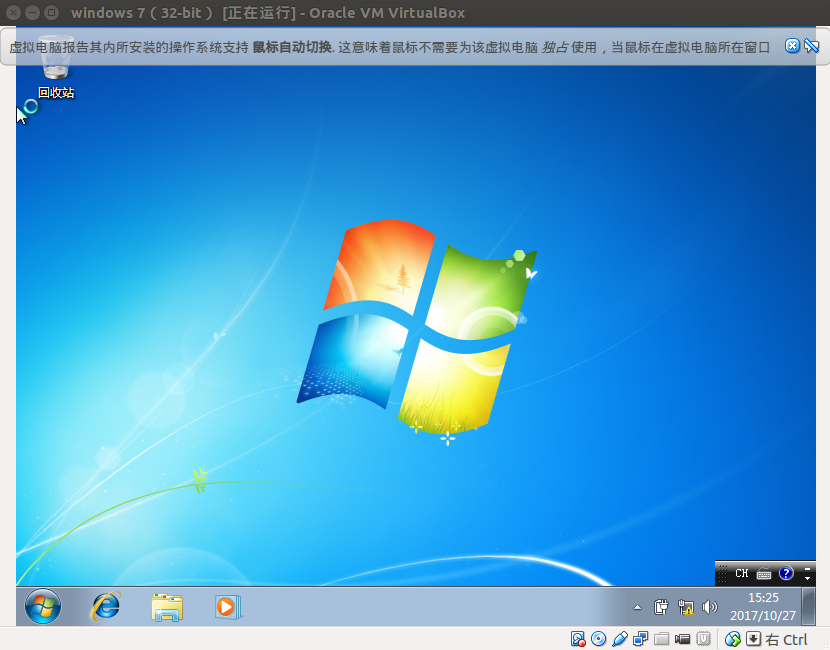 windows 7 ( 32-bit ) [正在运行] - Oracle VM VirtualBox
虚拟电脑报告其内所安装的操作系统支持 鼠标自动切换. 这意味着鼠标不需要为该虚拟电脑 独占 使用，当鼠标在虚拟电脑所在窗口
回收站
CH
15:25
2017/10/27
右 Ctrl